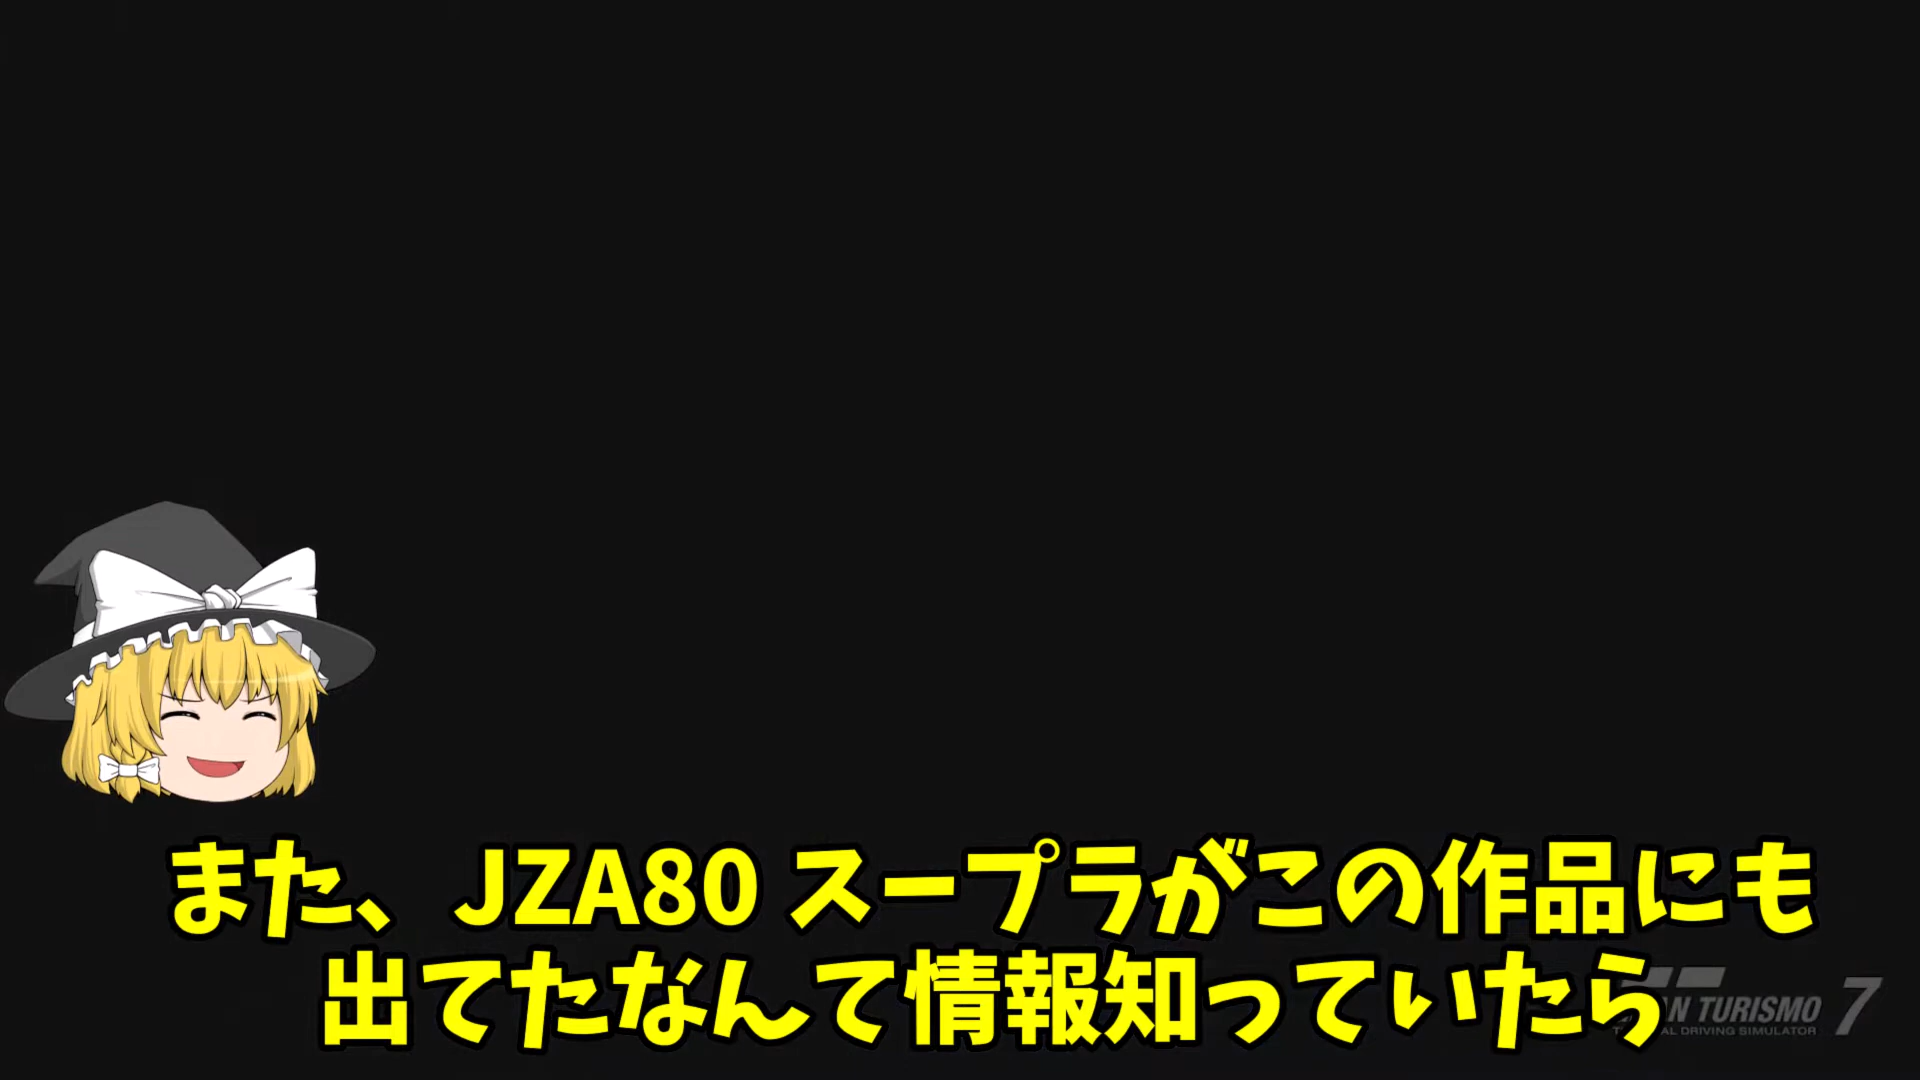 また、JZA80 スープラがこの作品にも
出てたなんて情報知っていたら
AN TURISMO 7
AL DRIVING SIMULATOR